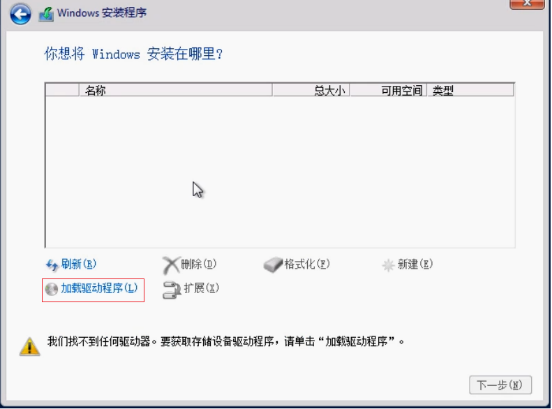 Windows 安装程序
你想将 Windows 安装在哪里?
名称 总大小 可用空间 类型
刷新(R) 删除(D) 格式化(F) 新建(E)
加载驱动程序(L) 扩展(X)
我们找不到任何驱动器。要获取存储设备驱动程序，请单击“加载驱动程序”。
下一步(N)